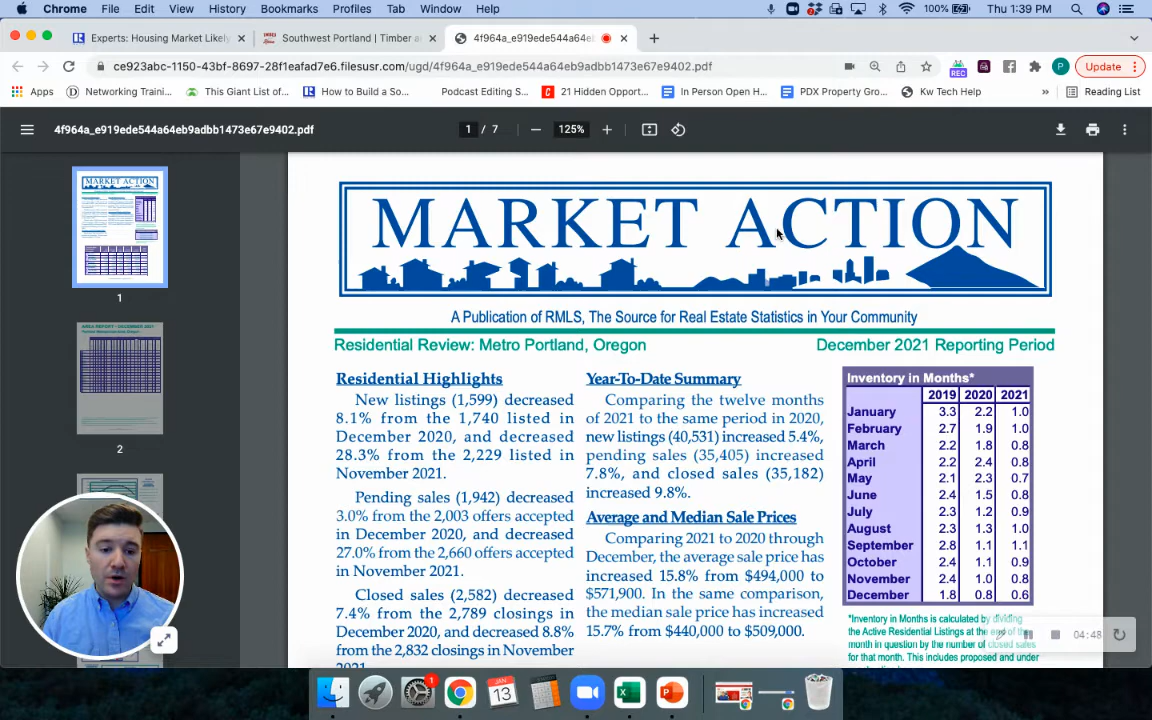 Chrome File Edit View History Bookmarks Profiles Tab Window Help 100% Thu 1:39 PM
Experts: Housing Market Likely Southwest Portland | Timber a 4f964a_e919ede544a64eb9adbb
ce923abc-1150-43bf-8697-28f1eafad7e6.filesusr.com/ugd/4f964a_e919ede544a64eb9adbb1473e67e9402.pdf REC P Update
Apps Networking Traini... This Giant List of... How to Build a So... Podcast Editing S... 21 Hidden Opport... In Person Open H... PDX Property Gro... Kw Tech Help » Reading List
4f964a_e919ede544a64eb9adbb1473e67e9402.pdf 1 / 7 125%
MARKET ACTION
1
2
MARKET ACTION
A Publication of RMLS, The Source for Real Estate Statistics in Your Community
Residential Review: Metro Portland, Oregon December 2021 Reporting Period
Residential Highlights
New listings (1,599) decreased
8.1% from the 1,740 listed in
December 2020, and decreased
28.3% from the 2,229 listed in
November 2021.
Pending sales (1,942) decreased
3.0% from the 2,003 offers accepted
in December 2020, and decreased
27.0% from the 2,660 offers accepted
in November 2021.
Closed sales (2,582) decreased
7.4% from the 2,789 closings in
December 2020, and decreased 8.8%
from the 2,832 closings in November
2021.
Year-To-Date Summary
Comparing the twelve months
of 2021 to the same period in 2020,
new listings (40,531) increased 5.4%,
pending sales (35,405) increased
7.8%, and closed sales (35,182)
increased 9.8%.
Average and Median Sale Prices
Comparing 2021 to 2020 through
December, the average sale price has
increased 15.8% from $494,000 to
$571,900. In the same comparison,
the median sale price has increased
15.7% from $440,000 to $509,000.
Inventory in Months*
2019 2020 2021
January 3.3 2.2 1.0
February 2.7 1.9 1.0
March 2.2 1.8 0.8
April 2.2 2.4 0.8
May 2.1 2.3 0.7
June 2.4 1.5 0.8
July 2.3 1.2 0.9
August 2.3 1.3 1.0
September 2.8 1.1 1.1
October 2.4 1.1 0.9
November 2.4 1.0 0.8
December 1.8 0.8 0.6
*Inventory in Months is calculated by dividing
the Active Residential Listings at the end of the
month in question by the number of closed sales
for that month. This includes proposed and under
04:48
1
JAN
13